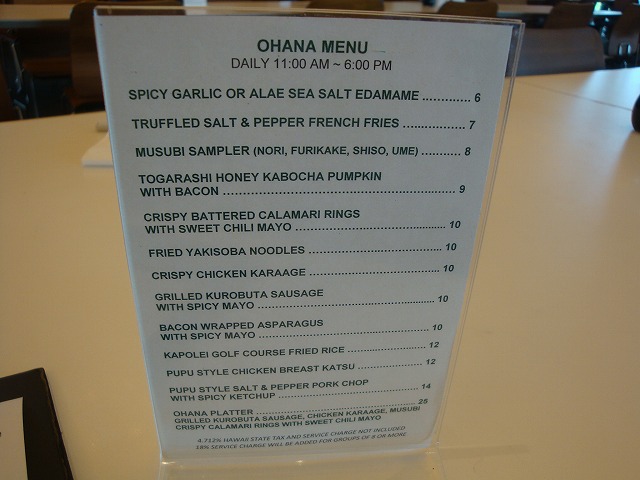 OHANA MENU
DAILY 11:00 AM ~ 6:00 PM
SPICY GARLIC OR ALAE SEA SALT EDAMAME ............. 6
TRUFFLED SALT & PEPPER FRENCH FRIES ................. 7
MUSUBI SAMPLER (NORI, FURIKAKE, SHISO, UME) ........... 8
TOGARASHI HONEY KABOCHA PUMPKIN
WITH BACON ............................................................ 9
CRISPY BATTERED CALAMARI RINGS
WITH SWEET CHILI MAYO ........................................... 10
FRIED YAKISOBA NOODLES ...................................... 10
CRISPY CHICKEN KARAAGE ..................................... 10
GRILLED KUROBUTA SAUSAGE
WITH SPICY MAYO .................................................... 10
BACON WRAPPED ASPARAGUS
WITH SPICY MAYO .................................................. 10
KAPOLEI GOLF COURSE FRIED RICE ........................ 12
PUPU STYLE CHICKEN BREAST KATSU ................... 12
PUPU STYLE SALT & PEPPER PORK CHOP
WITH SPICY KETCHUP ........................................... 14
OHANA PLATTER ................................................ 25
GRILLED KUROBUTA SAUSAGE, CHICKEN KARAAGE, MUSUBI
CRISPY CALAMARI RINGS WITH SWEET CHILI MAYO
4.712% HAWAII STATE TAX AND SERVICE CHARGE NOT INCLUDED.
18% SERVICE CHARGE WILL BE ADDED FOR GROUPS OF 8 OR MORE